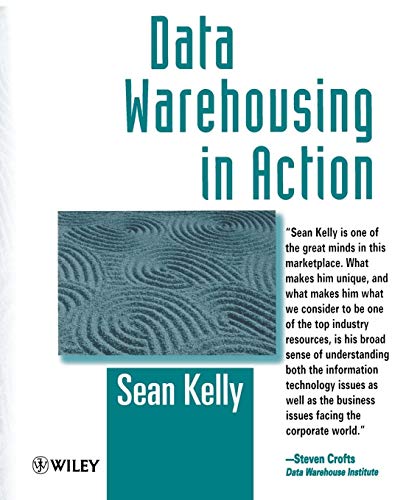 Data
Warehousing
in Action
"Sean Kelly is one of
the great minds in this
marketplace. What
makes him unique, and
what makes him what
we consider to be one
of the top industry
resources, is his broad
sense of understanding
both the information
technology issues as
well as the business
issues facing the
corporate world."
—Steven Crofts
Data Warehouse Institute
Sean Kelly
WILEY